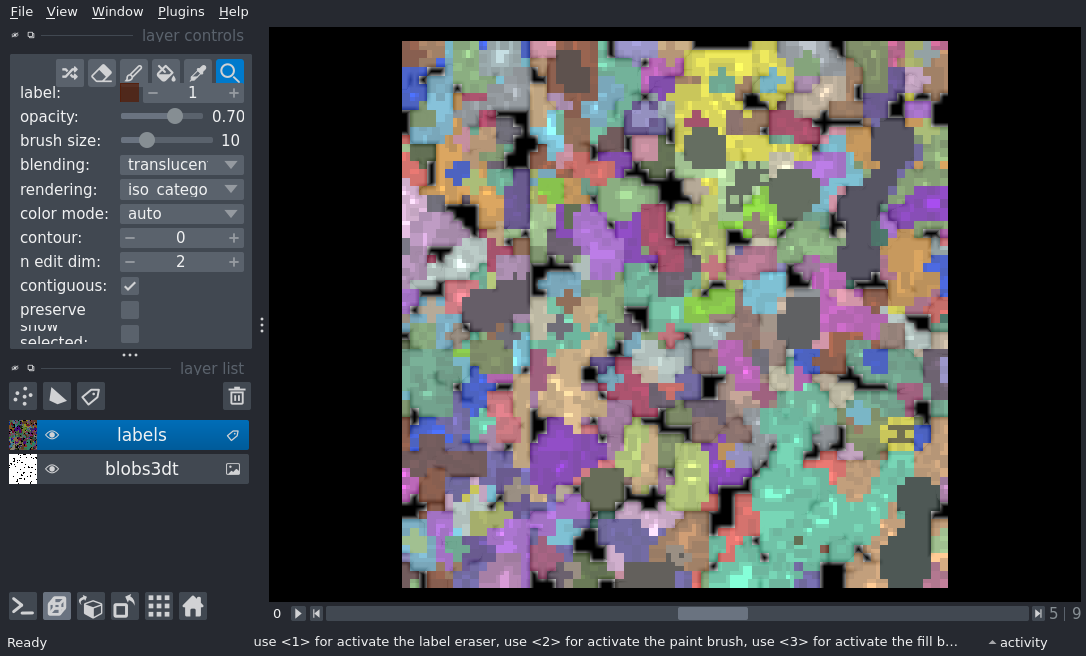 File View Window Plugins Help
layer controls
label: 1
opacity: 0.70
brush size: 10
blending: translucen
rendering: iso_catego
color mode: auto
contour: 0
n edit dim: 2
contiguous:
preserve
show
selected:
layer list
labels
blobs3dt
0 5 | 9
Ready use <1> for activate the label eraser, use <2> for activate the paint brush, use <3> for activate the fill b... activity